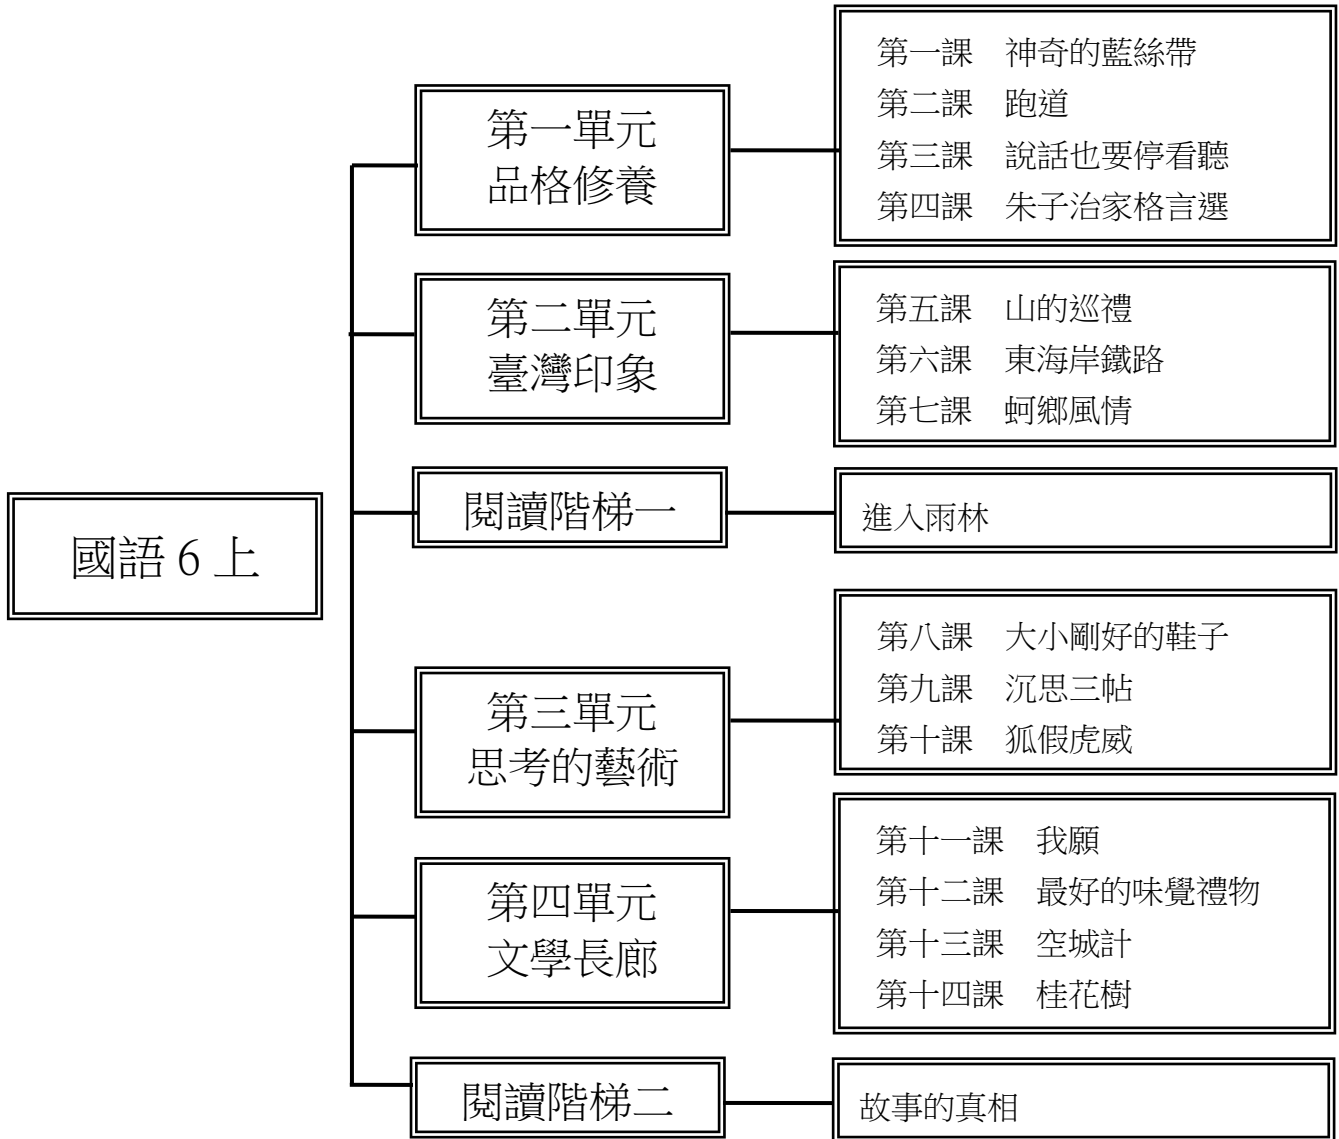 國語 6 上
第一單元
品格修養
第一課 神奇的藍絲帶
第二課 跑道
第三課 說話也要停看聽
第四課 朱子治家格言選
第二單元
臺灣印象
第五課 山的巡禮
第六課 東海岸鐵路
第七課 蚵鄉風情
閱讀階梯一
進入雨林
第三單元
思考的藝術
第八課 大小剛好的鞋子
第九課 沉思三帖
第十課 狐假虎威
第四單元
文學長廊
第十一課 我願
第十二課 最好的味覺禮物
第十三課 空城計
第十四課 桂花樹
閱讀階梯二
故事的真相